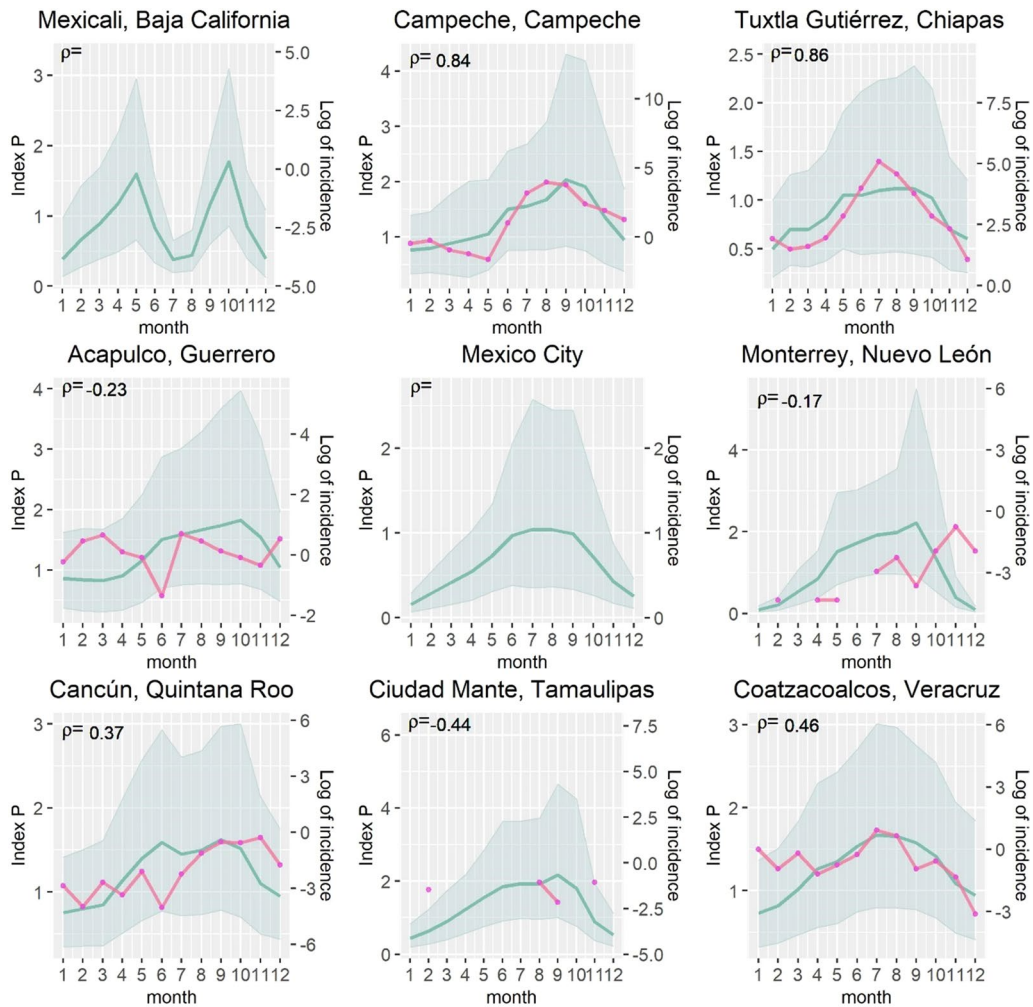 Mexicali, Baja California
Campeche, Campeche
Tuxtla Gutiérrez, Chiapas
ρ=
ρ= 0.84
ρ= 0.86
Index P
3
2
1
0
Log of incidence
5.0
2.5
0.0
-2.5
-5.0
1 2 3 4 5 6 7 8 9 10 11 12
month
Index P
4
3
2
1
Log of incidence
10
5
0
1 2 3 4 5 6 7 8 9 10 11 12
month
Index P
2.5
2.0
1.5
1.0
0.5
Log of incidence
7.5
5.0
2.5
0.0
1 2 3 4 5 6 7 8 9 10 11 12
month
Acapulco, Guerrero
Mexico City
Monterrey, Nuevo León
ρ= -0.23
ρ=
ρ= -0.17
Index P
4
3
2
1
Log of incidence
4
2
0
-2
1 2 3 4 5 6 7 8 9 10 11 12
month
Index P
2
1
0
Log of incidence
2
1
0
1 2 3 4 5 6 7 8 9 10 11 12
month
Index P
4
2
0
Log of incidence
6
3
0
-3
1 2 3 4 5 6 7 8 9 10 11 12
month
Cancún, Quintana Roo
Ciudad Mante, Tamaulipas
Coatzacoalcos, Veracruz
ρ= 0.37
ρ= -0.44
ρ= 0.46
Index P
3
2
1
Log of incidence
6
3
0
-3
-6
1 2 3 4 5 6 7 8 9 10 11 12
month
Index P
6
4
2
0
Log of incidence
7.5
5.0
2.5
0.0
-2.5
-5.0
1 2 3 4 5 6 7 8 9 10 11 12
month
Index P
3
2
1
Log of incidence
6
3
0
-3
1 2 3 4 5 6 7 8 9 10 11 12
month